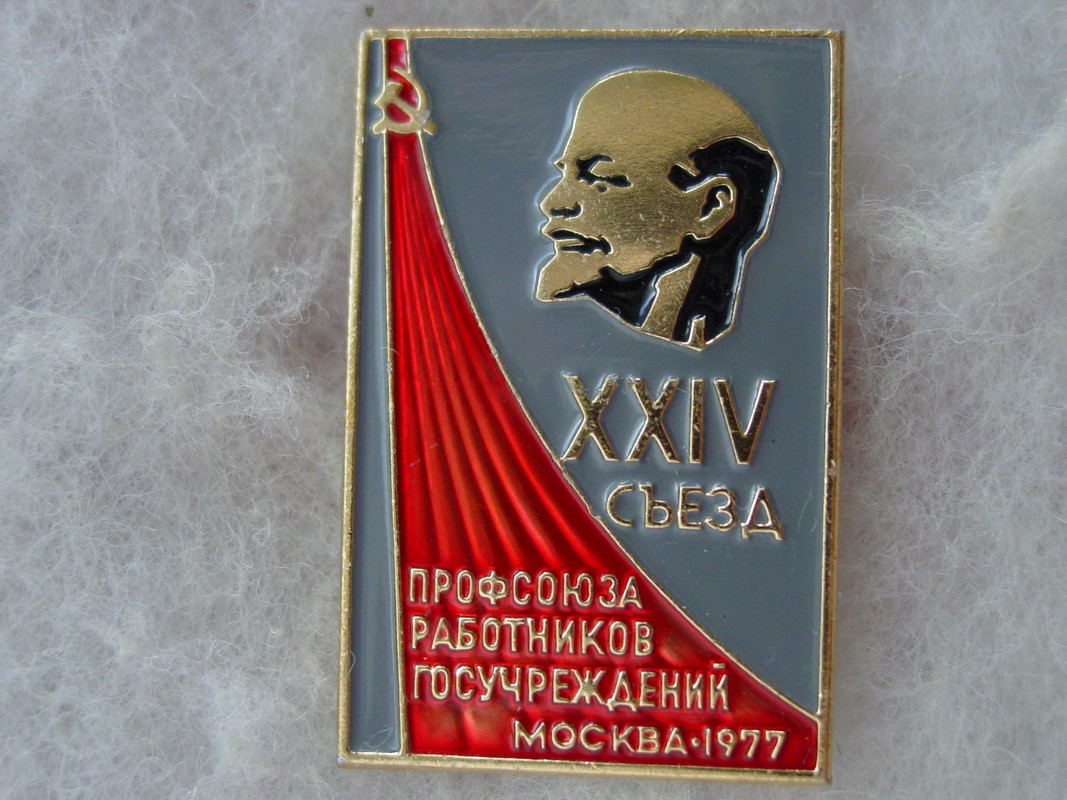 XXIV
СЪЕЗД
ПРОФСОЮЗА
РАБОТНИКОВ
ГОСУЧРЕЖДЕНИЙ
МОСКВА·1977